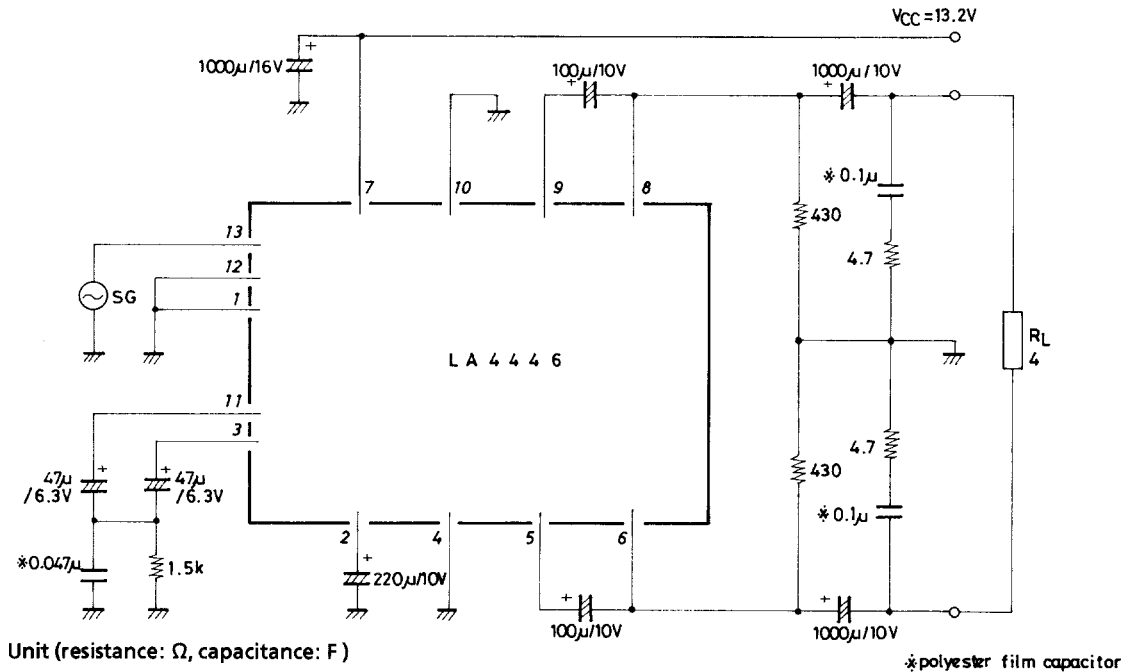 VCC=13.2V
1000μ/16V
100μ/10V
1000μ/10V
7
10
9
8
※0.1μ
430
4.7
13
12
1
SG
LA4446
RL
4
11
3
47μ
/6.3V
47μ
/6.3V
430
4.7
※0.1μ
2
4
5
6
※0.047μ
1.5k
220μ/10V
100μ/10V
1000μ/10V
Unit (resistance: Ω, capacitance: F)
※polyester film capacitor